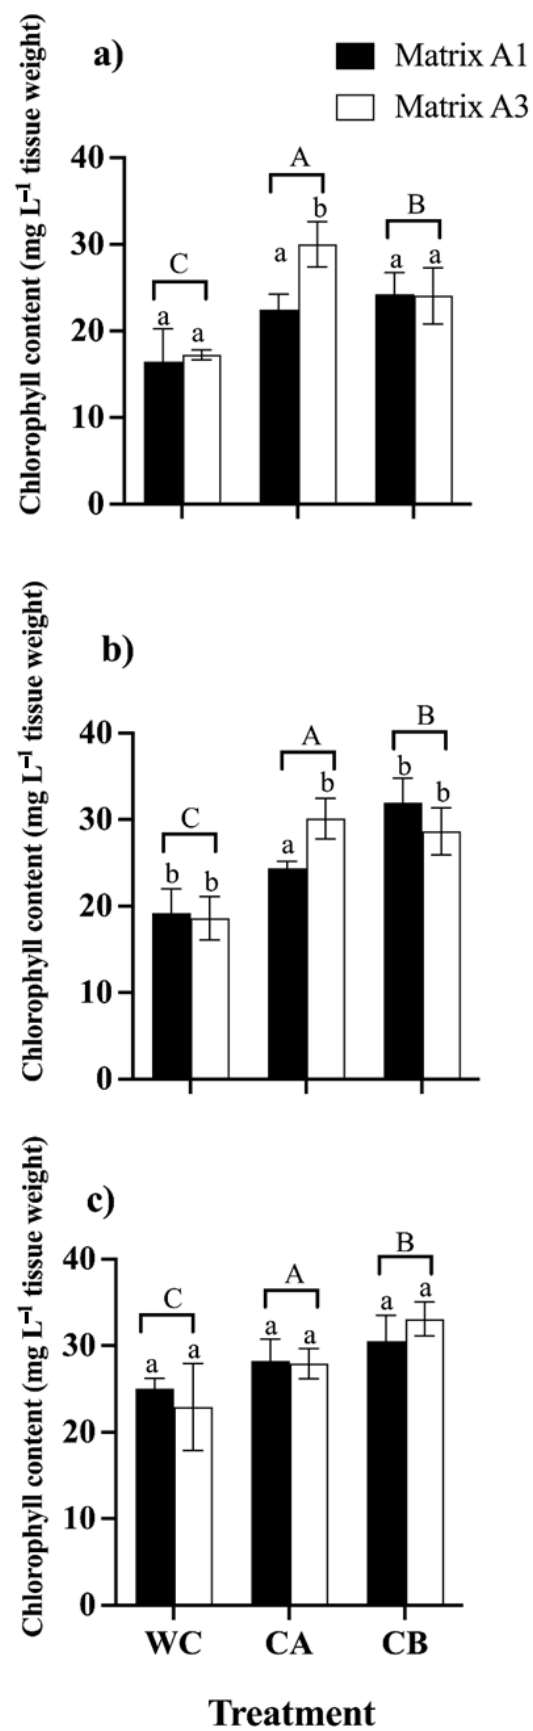 a)
Matrix A1
Matrix A3
Chlorophyll content (mg L⁻¹ tissue weight)
40
30
20
10
0
C
A
B
a
a
a
b
a
a
b)
Chlorophyll content (mg L⁻¹ tissue weight)
40
30
20
10
0
C
A
B
b
b
a
b
b
b
c)
Chlorophyll content (mg L⁻¹ tissue weight)
40
30
20
10
0
C
A
B
a
a
a
a
a
a
WC CA CB
Treatment